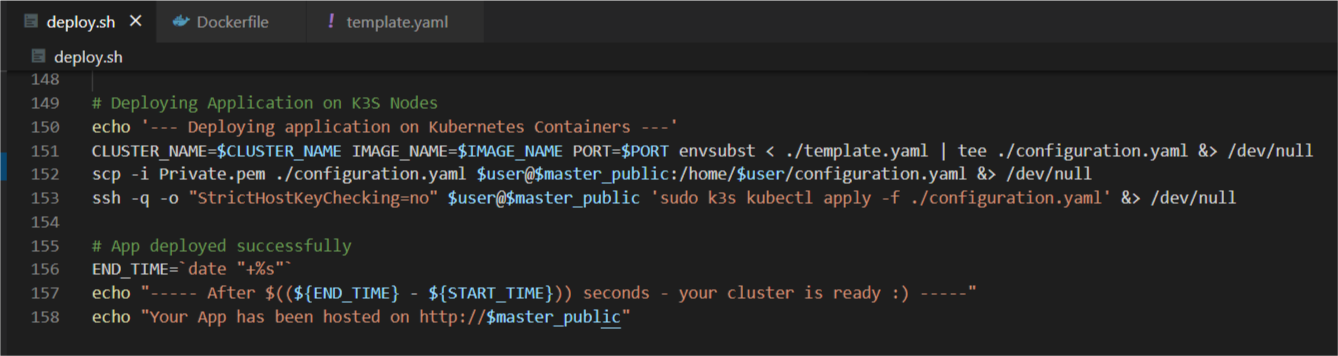 deploy.sh Dockerfile template.yaml
deploy.sh
148
149 # Deploying Application on K3S Nodes
150 echo '--- Deploying application on Kubernetes Containers ---'
151 CLUSTER_NAME=$CLUSTER_NAME IMAGE_NAME=$IMAGE_NAME PORT=$PORT envsubst < ./template.yaml | tee ./configuration.yaml &> /dev/null
152 scp -i Private.pem ./configuration.yaml $user@$master_public:/home/$user/configuration.yaml &> /dev/null
153 ssh -q -o "StrictHostKeyChecking=no" $user@$master_public 'sudo k3s kubectl apply -f ./configuration.yaml' &> /dev/null
154
155 # App deployed successfully
156 END_TIME=`date "+%s"`
157 echo "----- After $((${END_TIME} - ${START_TIME})) seconds - your cluster is ready :) -----"
158 echo "Your App has been hosted on http://$master_public"